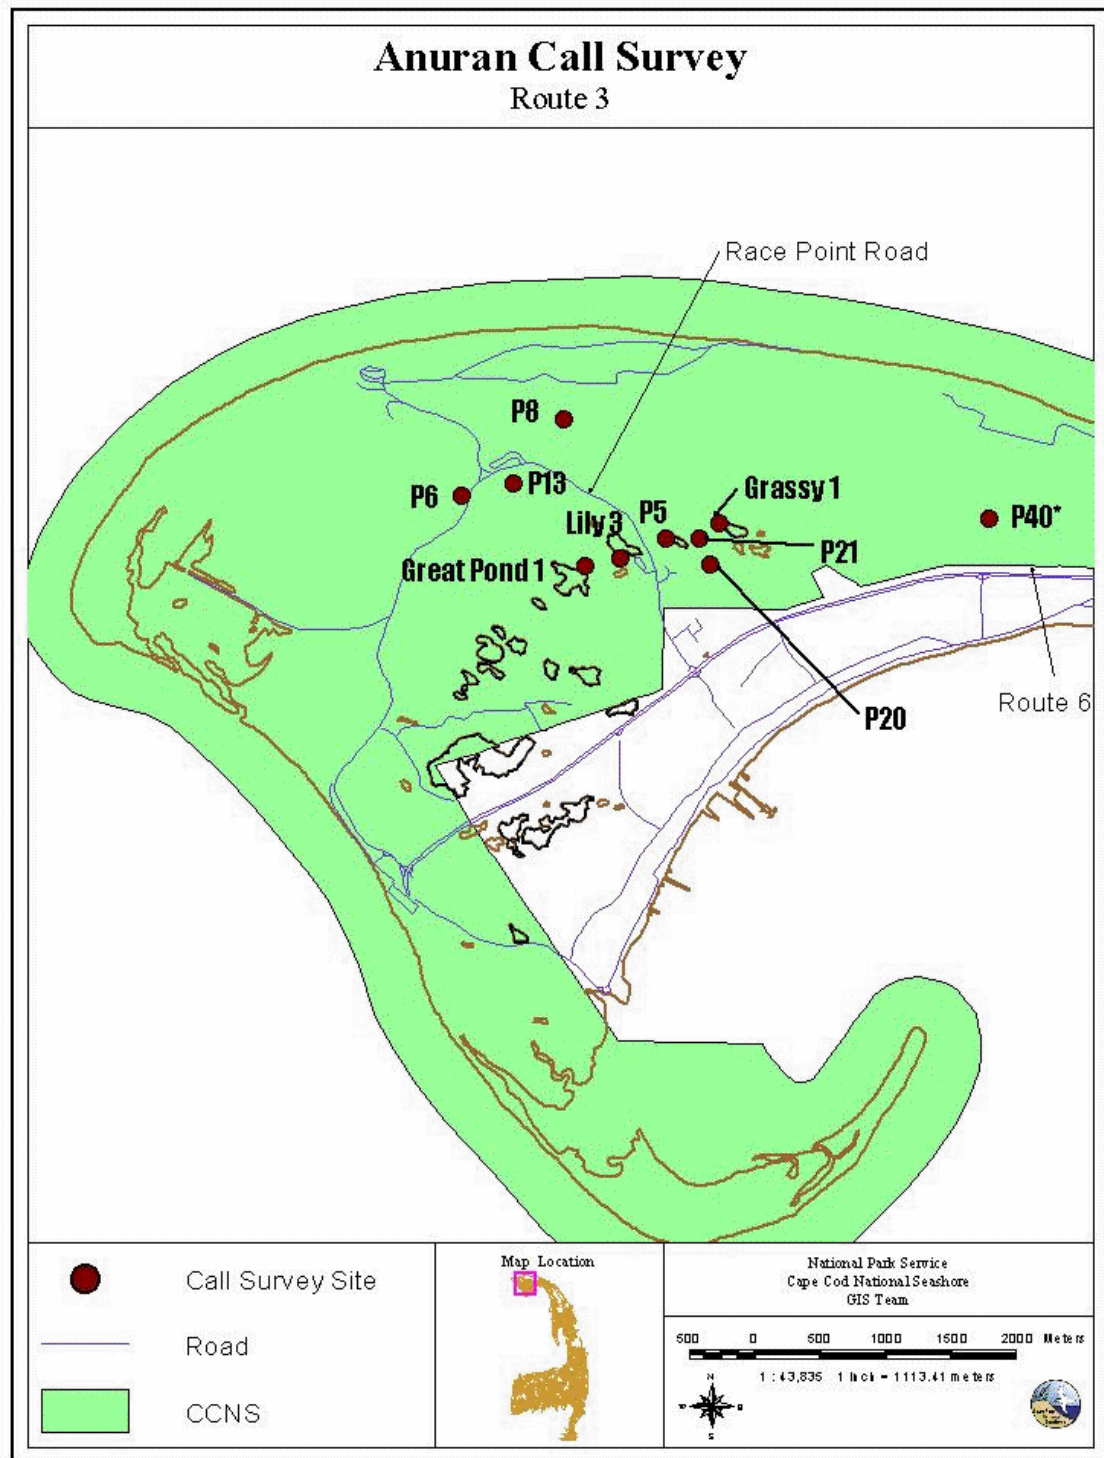 Anuran Call Survey
Route 3
Race Point Road
P8
P13
P6
Grassy 1
P5
Lily 3
P40*
P21
Great Pond 1
Route 6
P20
Call Survey Site
Road
CCNS
Map Location
National Park Service
Cape Cod National Seashore
GIS Team
500 0 500 1000 1500 2000 Meters
1 : 43,835 1 Inch = 1113.41 meters
N
S